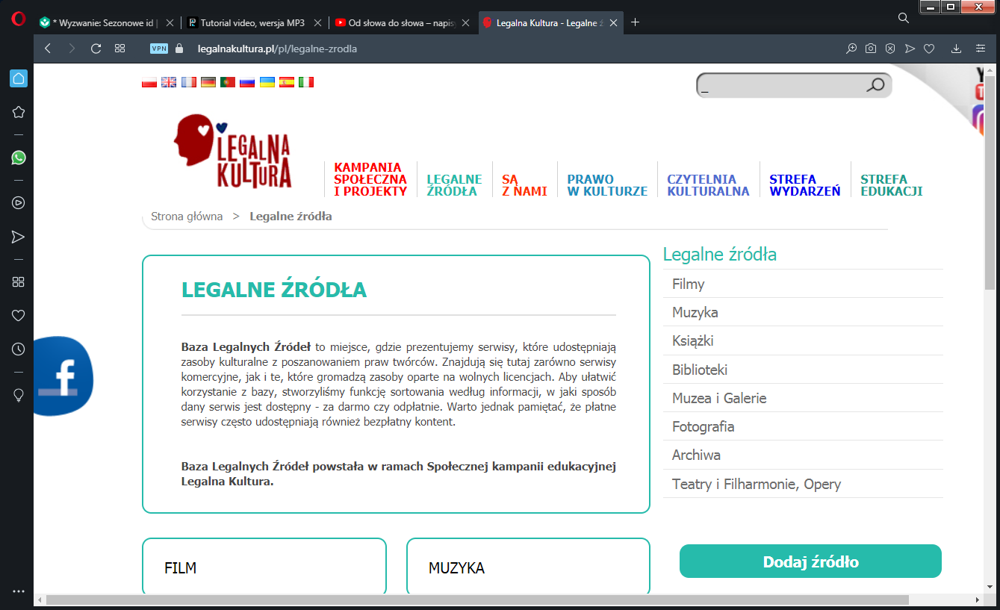 * Wyzwanie: Sezonowe id
Tutorial video, wersja MP3
Od słowa do słowa – napis
Legalna Kultura - Legalne ź
VPN
legalnakultura.pl/pl/legalne-zrodla
_
LEGALNA
KULTURA
KAMPANIA
SPOŁECZNA
I PROJEKTY
LEGALNE
ŹRÓDŁA
SĄ
Z NAMI
PRAWO
W KULTURZE
CZYTELNIA
KULTURALNA
STREFA
WYDARZEŃ
STREFA
EDUKACJI
Strona główna > Legalne źródła
LEGALNE ŹRÓDŁA
Baza Legalnych Źródeł to miejsce, gdzie prezentujemy serwisy, które udostępniają
zasoby kulturalne z poszanowaniem praw twórców. Znajdują się tutaj zarówno serwisy
komercyjne, jak i te, które gromadzą zasoby oparte na wolnych licencjach. Aby ułatwić
korzystanie z bazy, stworzyliśmy funkcję sortowania według informacji, w jaki sposób
dany serwis jest dostępny - za darmo czy odpłatnie. Warto jednak pamiętać, że płatne
serwisy często udostępniają również bezpłatny kontent.
Baza Legalnych Źródeł powstała w ramach Społecznej kampanii edukacyjnej
Legalna Kultura.
FILM
MUZYKA
Legalne źródła
Filmy
Muzyka
Książki
Biblioteki
Muzea i Galerie
Fotografia
Archiwa
Teatry i Filharmonie, Opery
Dodaj źródło